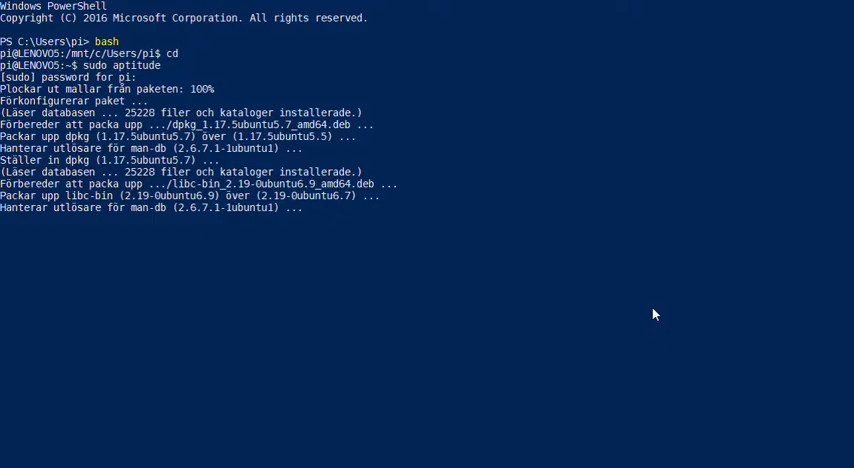 Windows PowerShell
Copyright (C) 2016 Microsoft Corporation. All rights reserved.
PS C:\Users\pi> bash
pi@LENOVO5:/mnt/c/Users/pi$ cd
pi@LENOVO5:~$ sudo aptitude
[sudo] password for pi:
Plockar ut mallar från paketen: 100%
Förkonfigurerar paket ...
(Läser databasen ... 25228 filer och kataloger installerade.)
Förbereder att packa upp .../dpkg_1.17.5ubuntu5.7_amd64.deb ...
Packar upp dpkg (1.17.5ubuntu5.7) över (1.17.5ubuntu5.5) ...
Hanterar utlösare för man-db (2.6.7.1-1ubuntu1) ...
Ställer in dpkg (1.17.5ubuntu5.7) ...
(Läser databasen ... 25228 filer och kataloger installerade.)
Förbereder att packa upp .../libc-bin_2.19-0ubuntu6.9_amd64.deb ...
Packar upp libc-bin (2.19-0ubuntu6.9) över (2.19-0ubuntu6.7) ...
Hanterar utlösare för man-db (2.6.7.1-1ubuntu1) ...